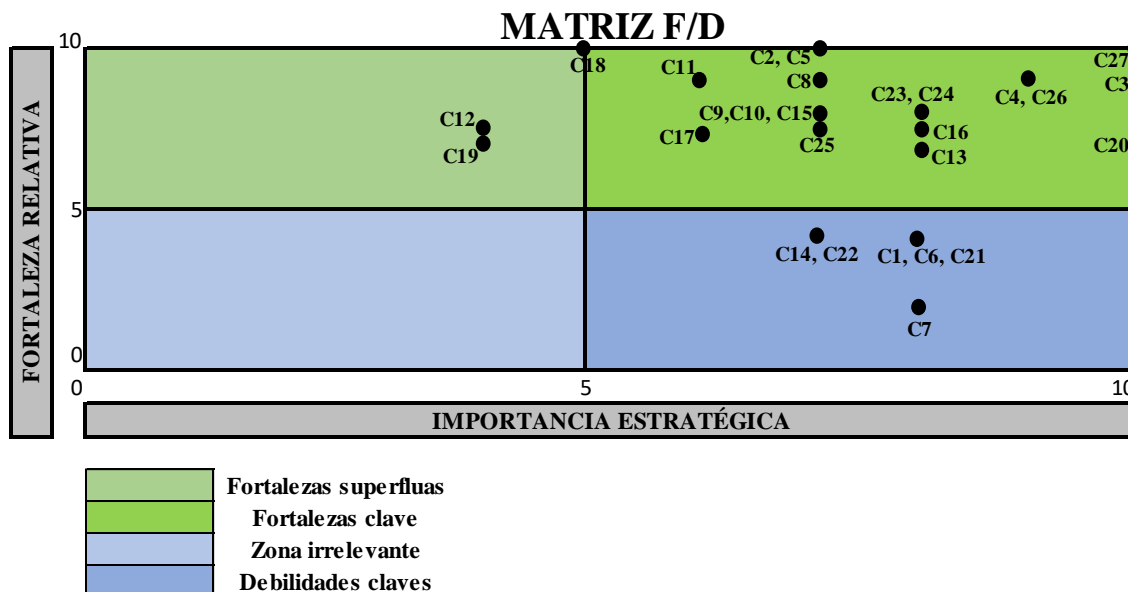 MATRIZ F/D
10
C18
C2, C5
C11
C8
C27
C3
C23, C24
C4, C26
C12
C9,C10, C15
C17
C16
C25
C19
C13
C20
5
C14, C22
C1, C6, C21
C7
0
FORTALEZA RELATIVA
0
5
10
IMPORTANCIA ESTRATÉGICA
Fortalezas superfluas
Fortalezas clave
Zona irrelevante
Debilidades claves